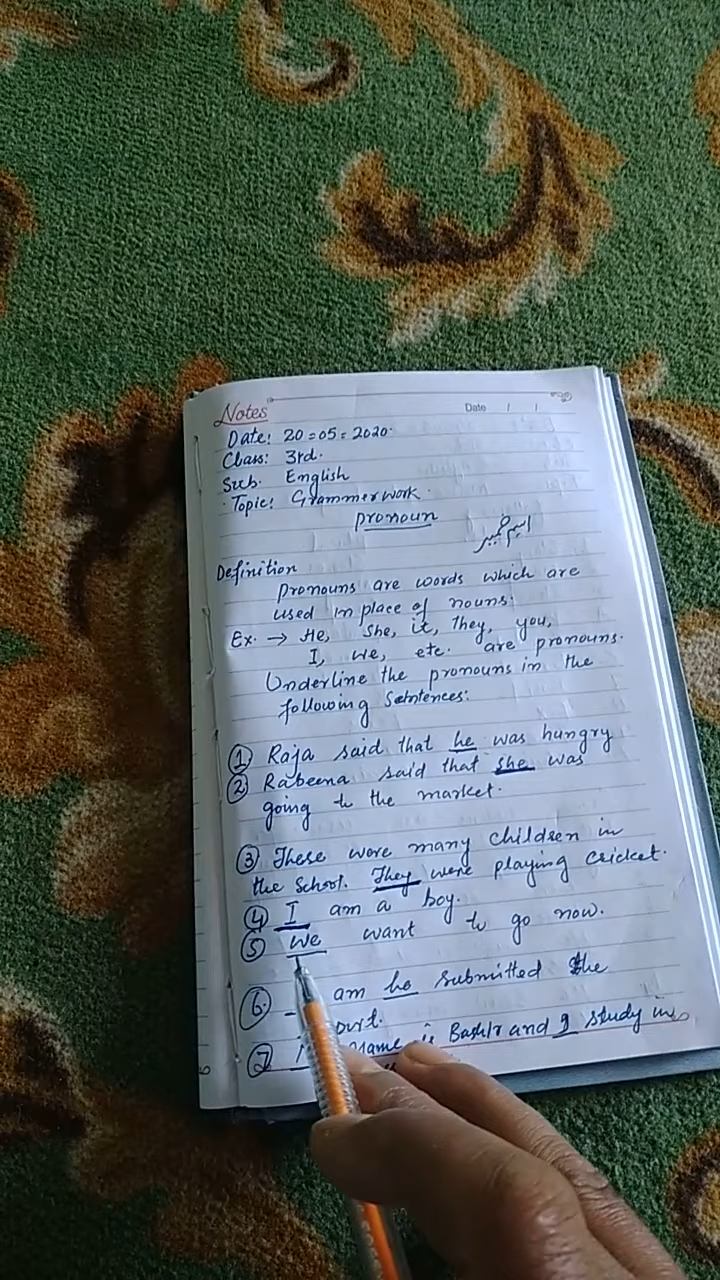 Notes
Date / /
Date: 20=05=2020.
Class: 3rd.
Sub. English
Topic: Grammer work.
pronoun
اسم ضمیر
Definition
Pronouns are words which are
used in place of nouns.
Ex. → He, She, it, They, you,
I, we, etc. are pronouns.
Underline the pronouns in the
following Sentences:
① Raja said that he was hungry
② Rabeena said that she was
going to the market.
③ There were many children in
the School. They were playing cricket.
④ I am a boy.
⑤ We want to go now.
⑥ am he submitted the
⑦ name is Bashir and I study in